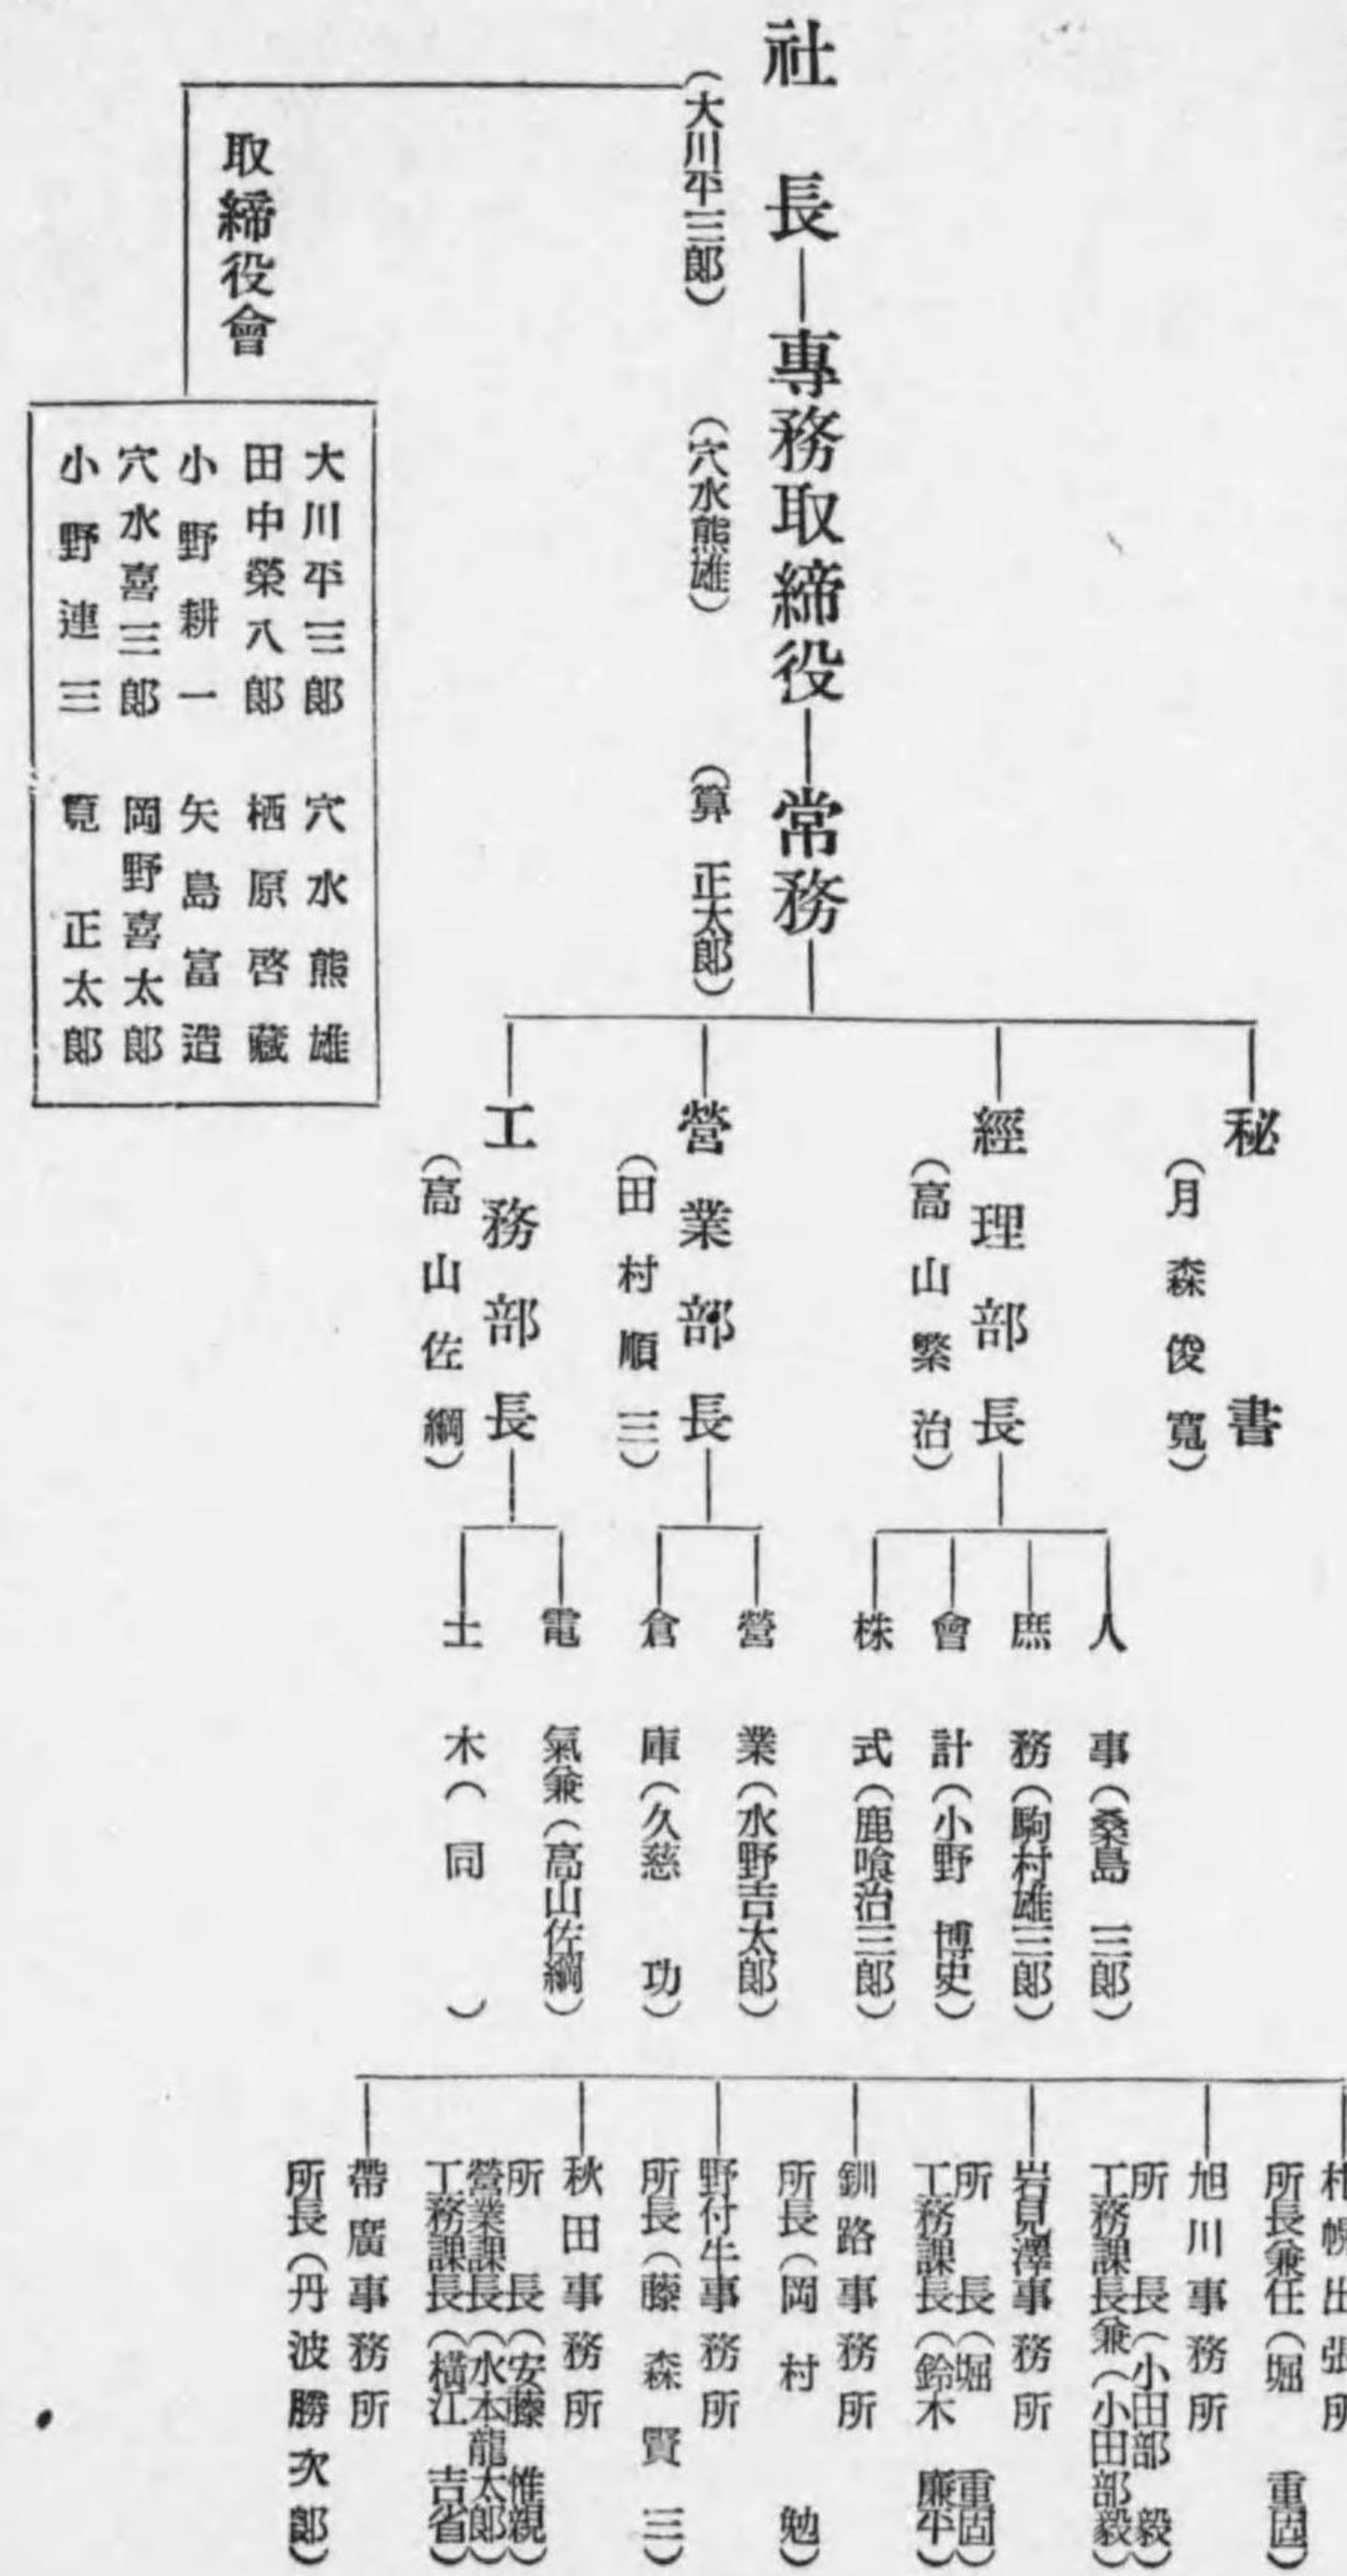 社長―專務取締役―常務
（大川平三郎）
（穴水熊雄）
（算 正太郎）
取締役會
大川平三郎 穴水熊雄
田中榮八郎 栖原啓藏
小野耕一 矢島富造
穴水喜三郎 岡野喜太郎
小野連三 寛 正太郎
秘書
（月森俊寬）
經理部長
（高山繁治）
營業部長
（田村順三）
工務部長
（高山佐綱）
人事（桑島 三郎）
庶務（駒村雄三郎）
會計（小野 博史）
株式（鹿喰治三郎）
營業（水野吉太郎）
倉庫（久慈 功）
電氣兼（高山佐綱）
土木（同）
札幌出張所
所長兼任（堀 重固）
旭川事務所
所長（小田部 毅）
工務課長兼（小田部毅）
岩見澤事務所
所長（堀 重固）
工務課長（鈴木 廉平）
釧路事務所
所長（岡村 勉）
野付牛事務所
所長（藤森賢三）
秋田事務所
所長（安藤 惟親）
營業課長（水本龍太郎）
工務課長（橫江 吉省）
帶廣事務所
所長（丹波勝次郎）